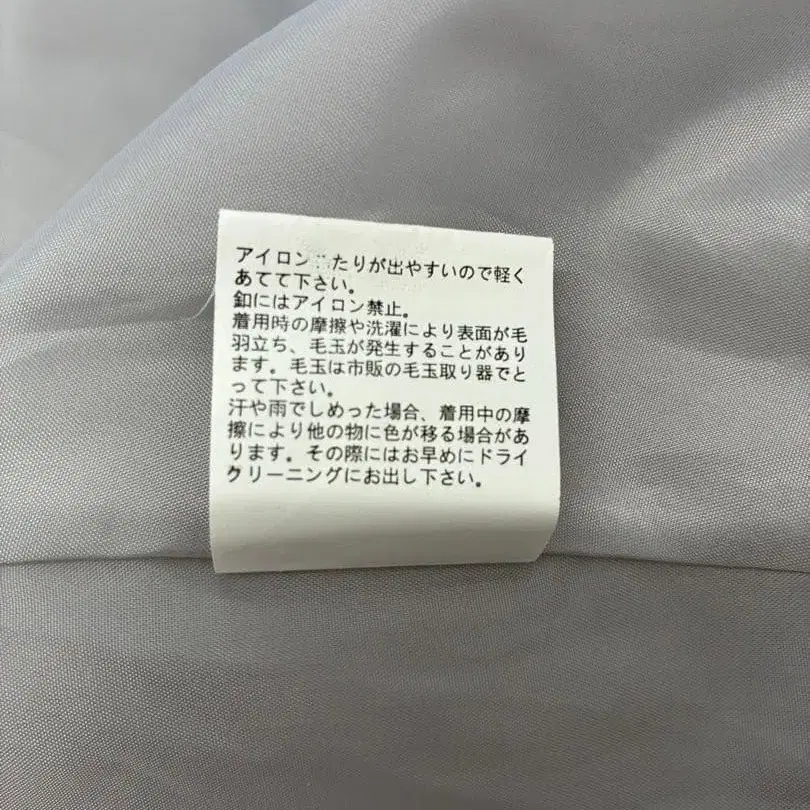 アイロン たりが出やすいので軽く
あてて下さい。
釦にはアイロン禁止。
着用時の摩擦や洗濯により表面が毛
羽立ち、毛玉が発生することがあり
ます。毛玉は市販の毛玉取り器でと
って下さい。
汗や雨でしめった場合、着用中の摩
擦により他の物に色が移る場合があ
ります。その際にはお早めにドライ
クリーニングにお出し下さい。